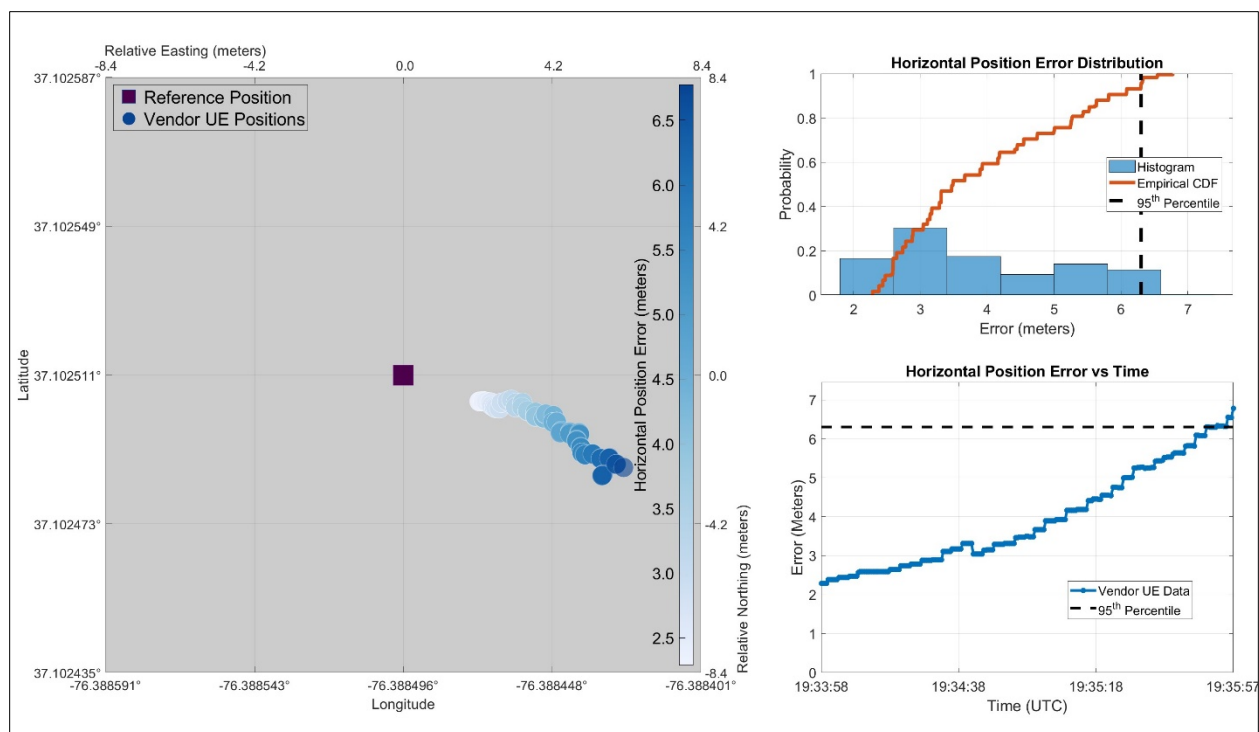 Relative Easting (meters)
-8.4 -4.2 0.0 4.2 8.4
37.102587°
37.102549°
37.102511°
37.102473°
37.102435°
Latitude
Reference Position
Vendor UE Positions
6.5
6.0
5.5
5.0
4.5
4.0
3.5
3.0
2.5
Horizontal Position Error (meters)
8.4
4.2
0.0
-4.2
-8.4
Relative Northing (meters)
-76.388591° -76.388543° -76.388496° -76.388448° -76.388401°
Longitude
Horizontal Position Error Distribution
1
0.8
0.6
0.4
0.2
0
Probability
Histogram
Empirical CDF
95th Percentile
2 3 4 5 6 7
Error (meters)
Horizontal Position Error vs Time
7
6
5
4
3
2
1
0
Error (Meters)
Vendor UE Data
95th Percentile
19:33:58 19:34:38 19:35:18 19:35:57
Time (UTC)